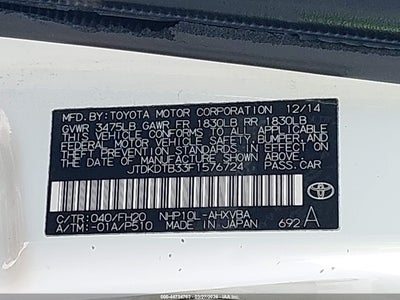 MFD. BY: TOYOTA MOTOR CORPORATION 12/14
GVWR 3475LB GAWR FR 1830LB RR 1830LB
THIS VEHICLE CONFORMS TO ALL APPLICABLE
FEDERAL MOTOR VEHICLE SAFETY,
BUMPER, AND THEFT PREVENTION STANDARDS
IN EFFECT ON THE DATE OF
MANUFACTURE SHOWN ABOVE.
JTDKDTB33F1576724 PASS.CAR
C/TR: 040/FH20 NHP10L-AHXVBA
A/TM: -01A/P510 MADE IN JAPAN 692 A
TOYOTA